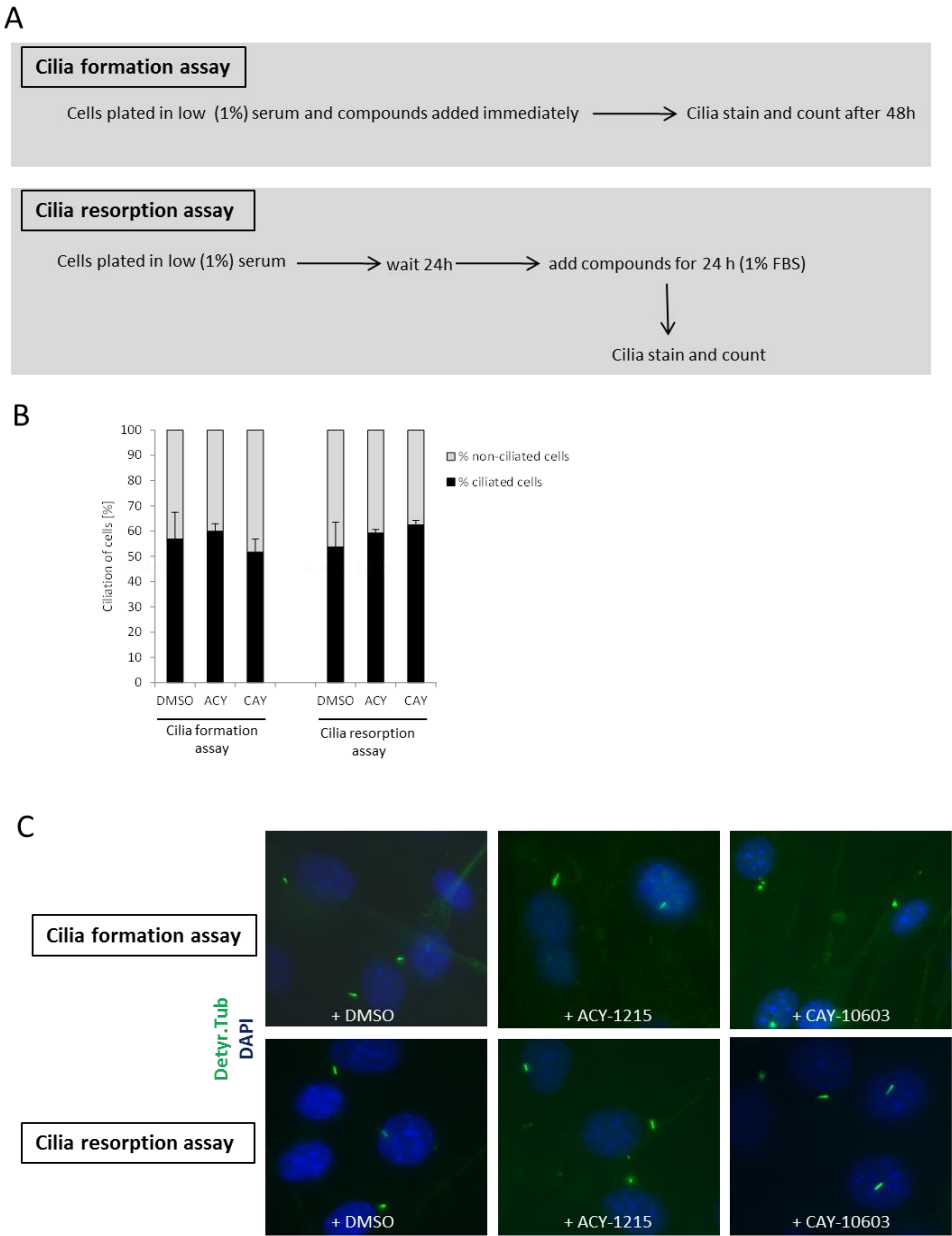 A
Cilia formation assay
Cells plated in low  (1%) serum and compounds added immediately
Cilia stain and count after 48h
Cilia resorption assay
Cells plated in low (1%) serum
wait 24h
add compounds for 24 h (1% FBS)
Cilia stain and count
B
Ciliation of cells [%]
100
90
80
70
60
50
40
30
20
10
0
% non-ciliated cells
% ciliated cells
DMSO ACY CAY
DMSO ACY CAY
Cilia formation
assay
Cilia resorption
assay
C
Cilia formation assay
+ DMSO
+ ACY-1215
+ CAY-10603
Detyr.Tub
DAPI
Cilia resorption assay
+ DMSO
+ ACY-1215
+ CAY-10603